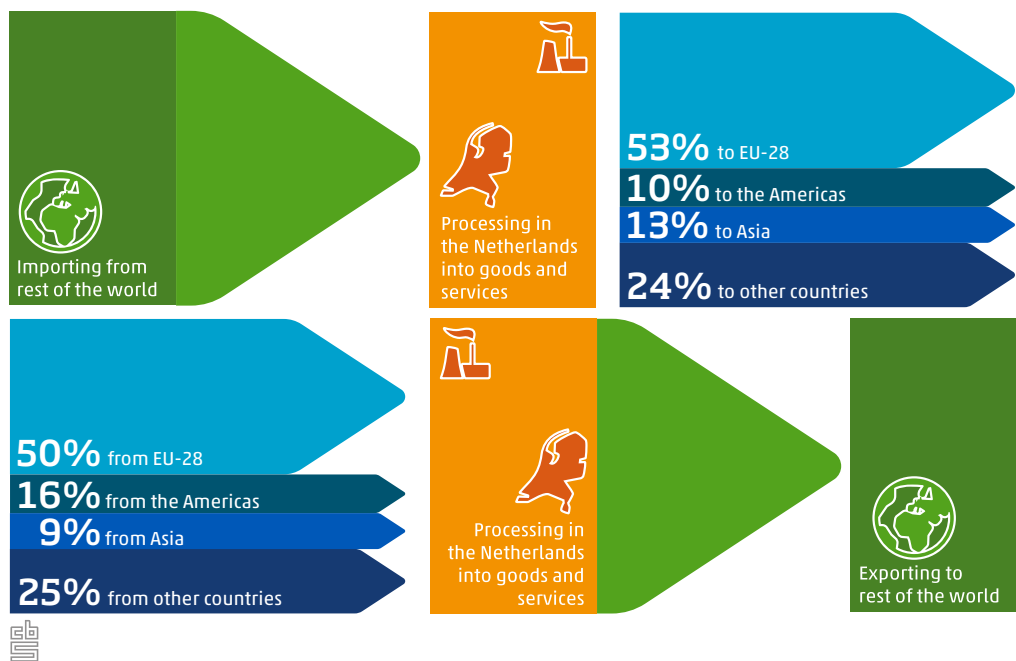 Importing from
rest of the world
Processing in
the Netherlands
into goods and
services
53% to EU-28
10% to the Americas
13% to Asia
24% to other countries
50% from EU-28
16% from the Americas
9% from Asia
25% from other countries
Processing in
the Netherlands
into goods and
services
Exporting to
rest of the world
cbs